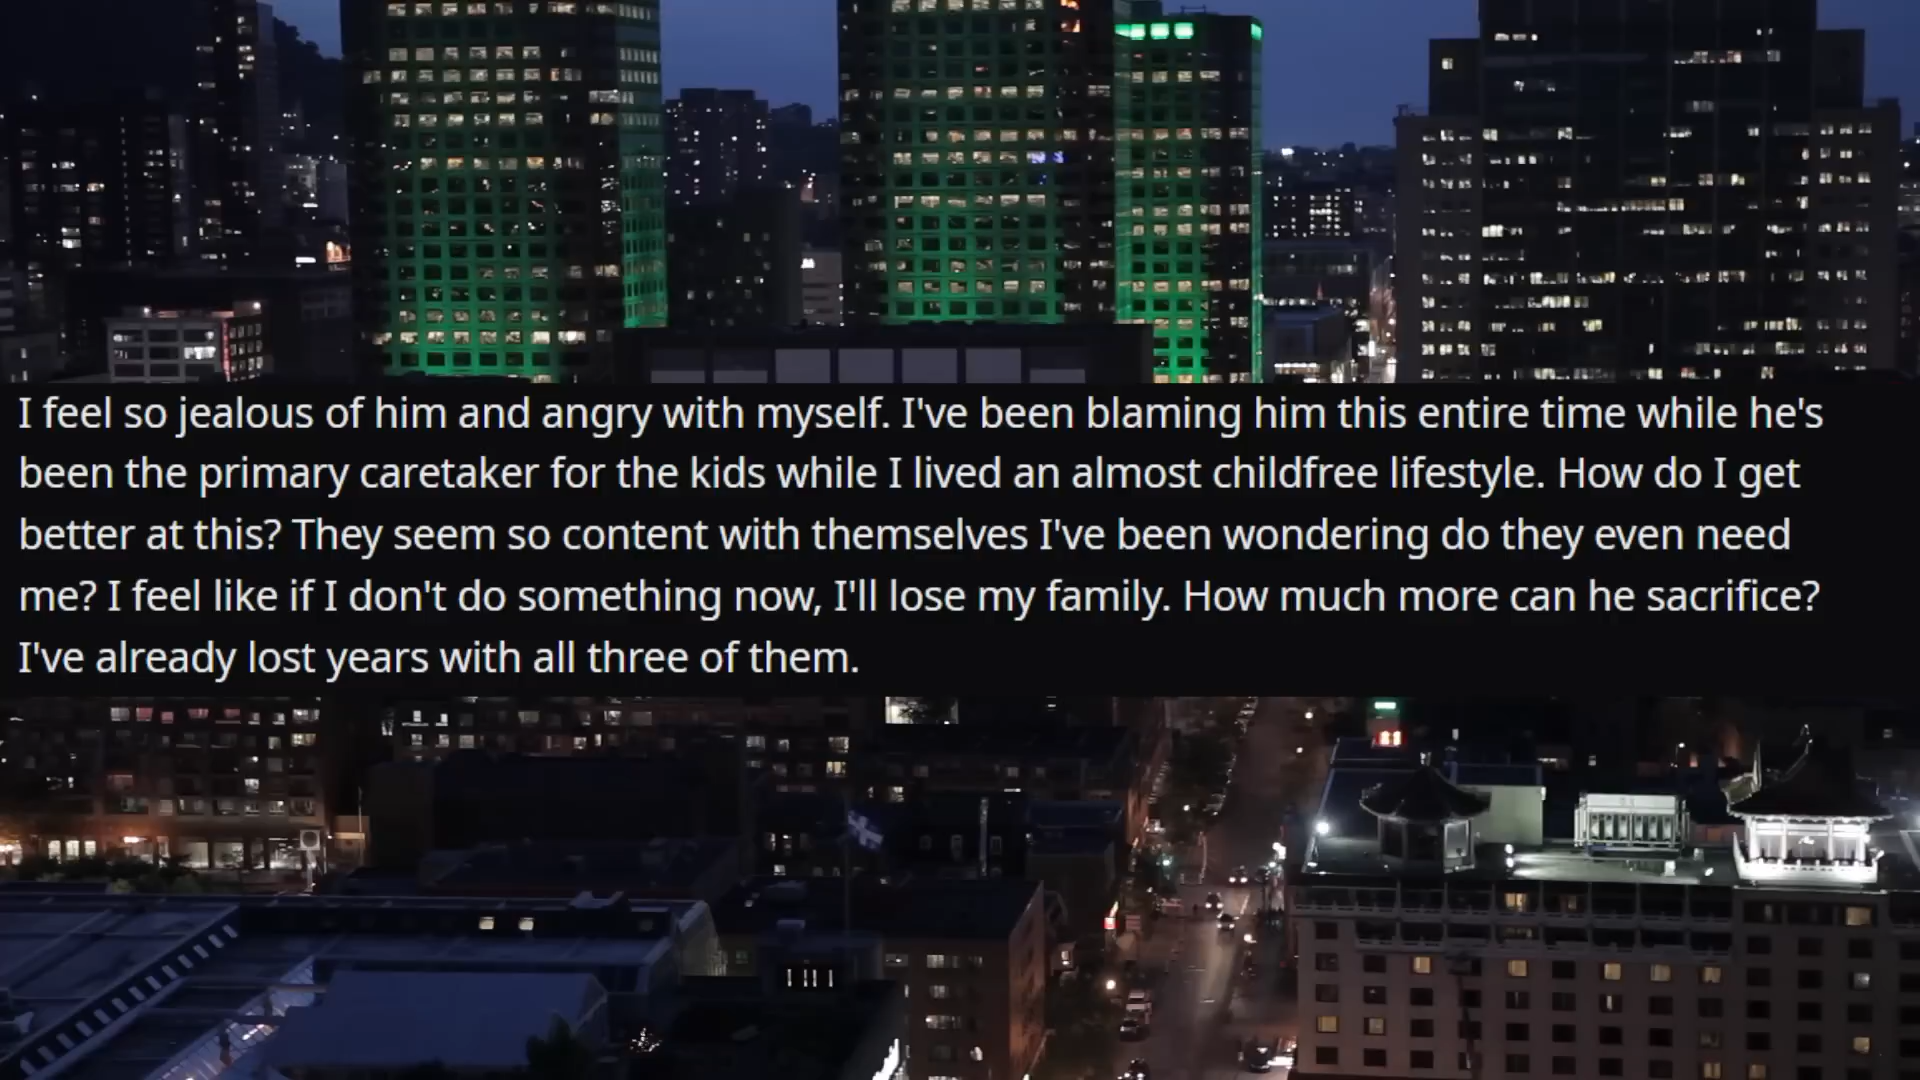 I feel so jealous of him and angry with myself. I've been blaming him this entire time while he's
been the primary caretaker for the kids while I lived an almost childfree lifestyle. How do I get
better at this? They seem so content with themselves I've been wondering do they even need
me? I feel like if I don't do something now, I'll lose my family. How much more can he sacrifice?
I've already lost years with all three of them.